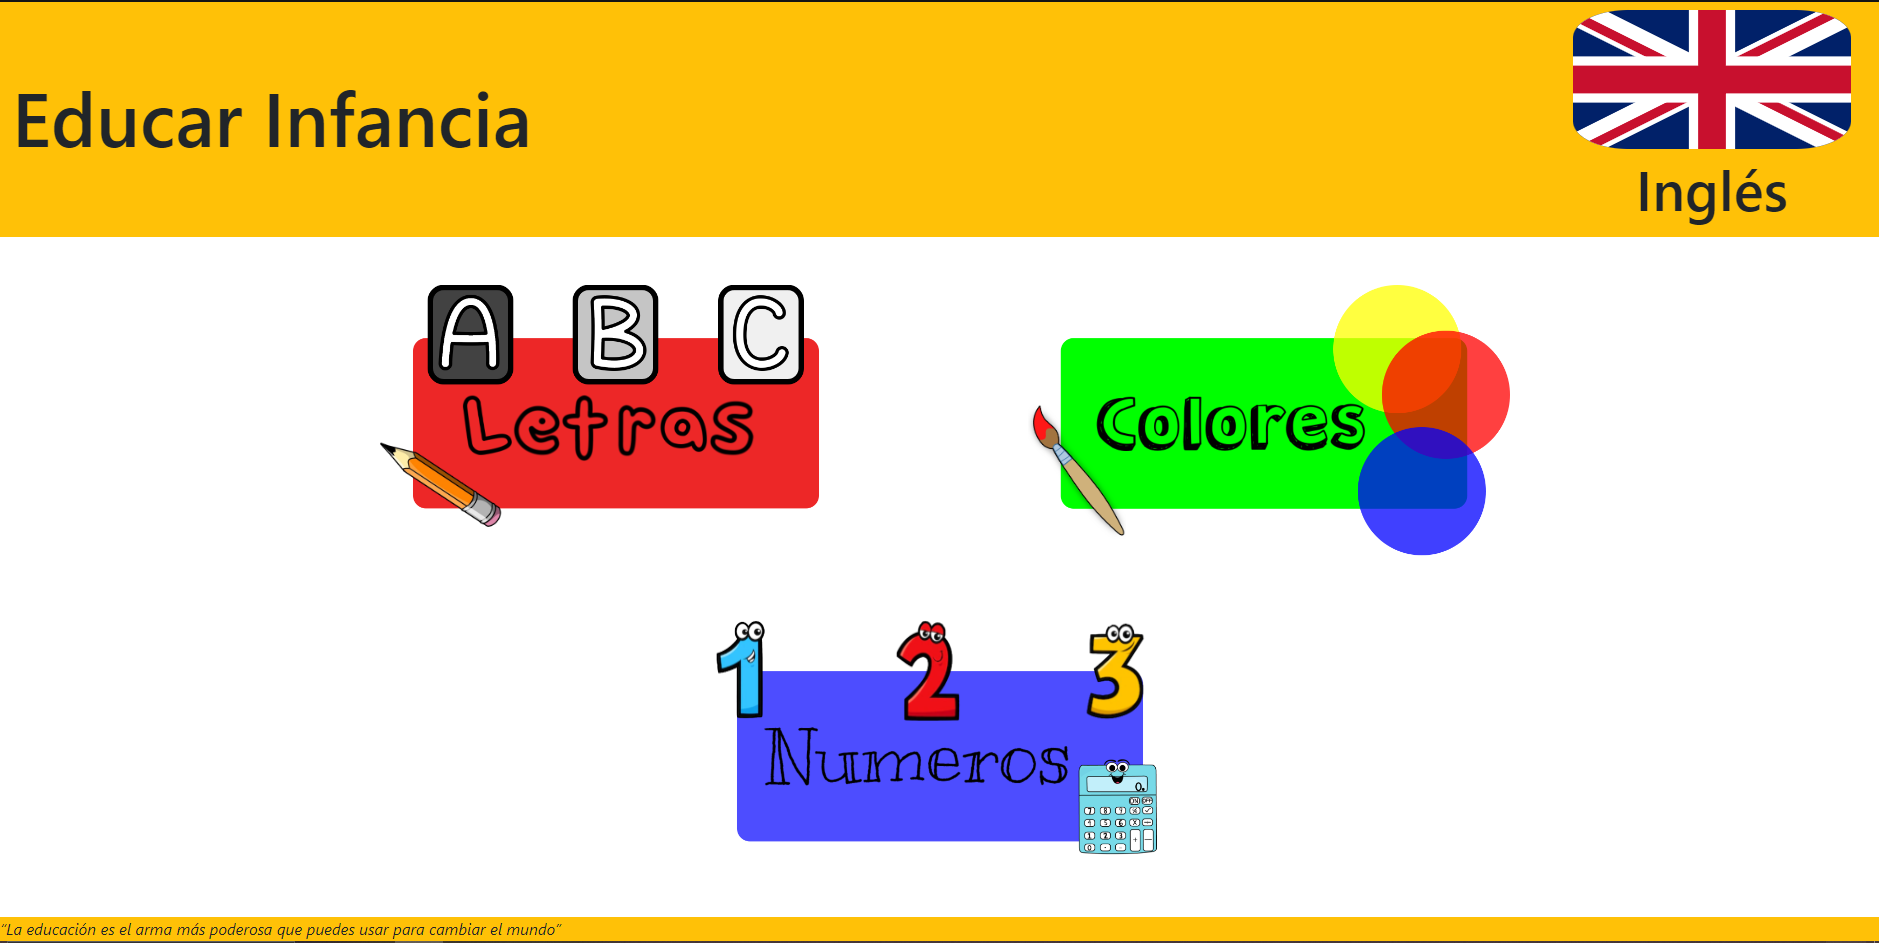 Educar Infancia
Inglés
A B C
Letras
Colores
1 2 3
Numeros
0.
“La educación es el arma más poderosa que puedes usar para cambiar el mundo”